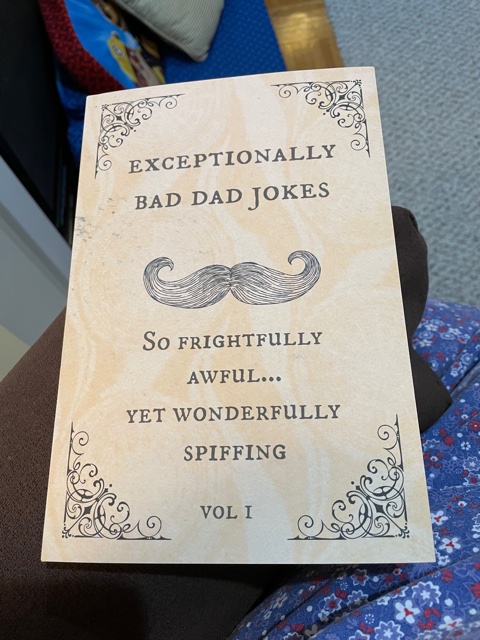 EXCEPTIONALLY
BAD DAD JOKES
SO FRIGHTFULLY
AWFUL...
YET WONDERFULLY
SPIFFING
VOL I